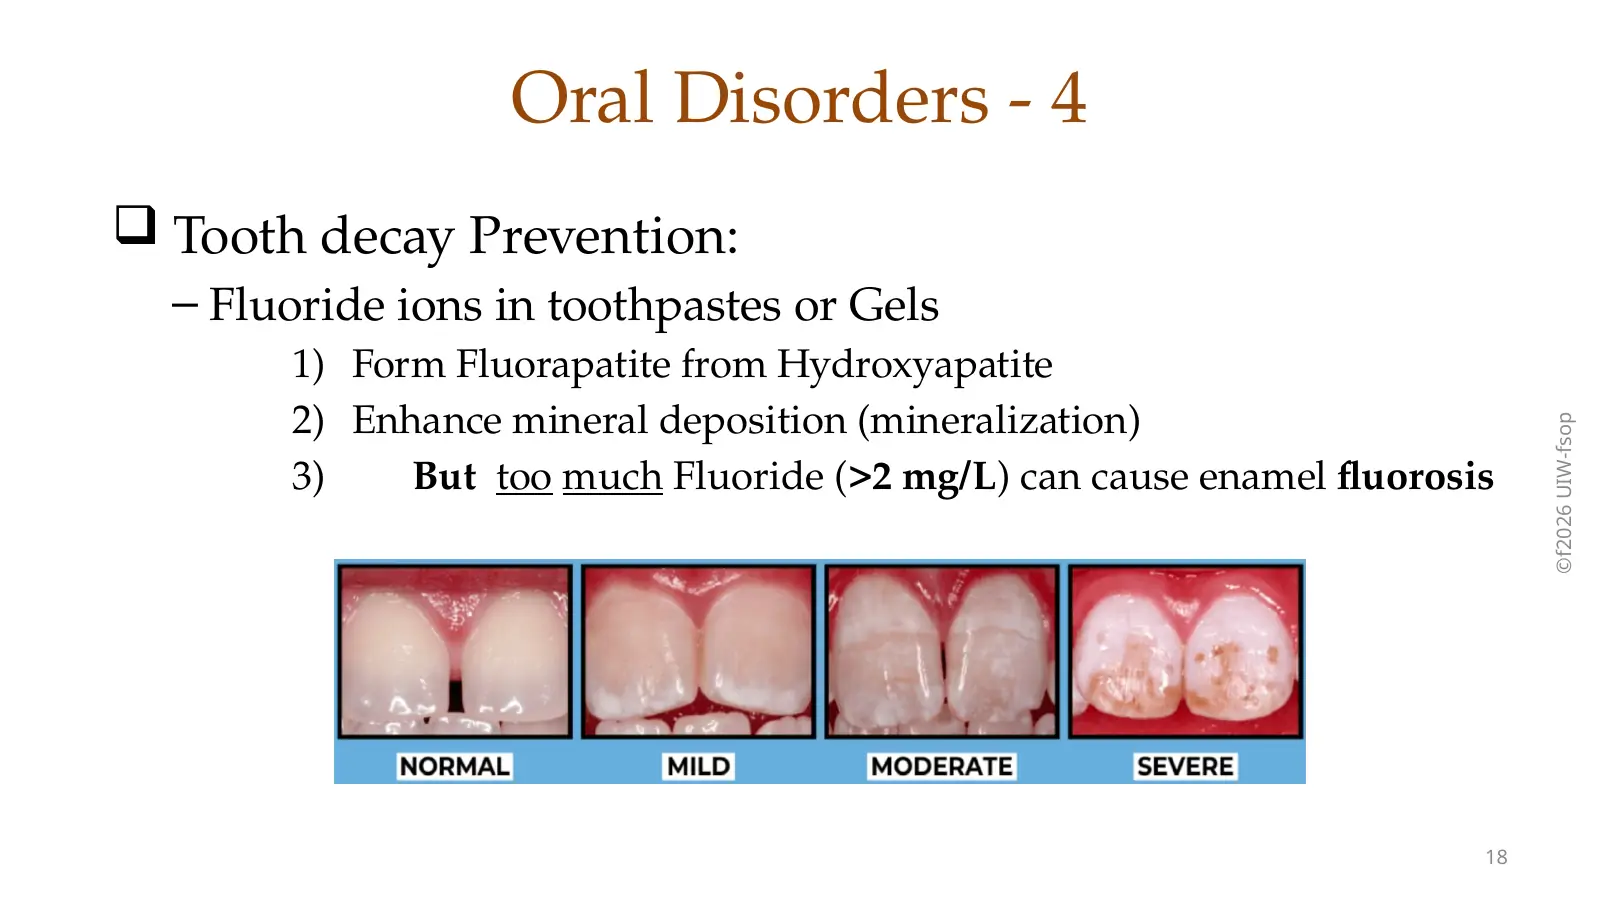 Oral Disorders - 4
❑ Tooth decay Prevention:
– Fluoride ions in toothpastes or Gels
1) Form Fluorapatite from Hydroxyapatite
2) Enhance mineral deposition (mineralization)
3) But too much Fluoride (>2 mg/L) can cause enamel fluorosis
NORMAL MILD MODERATE SEVERE
©f2026 UIW-fsop
18